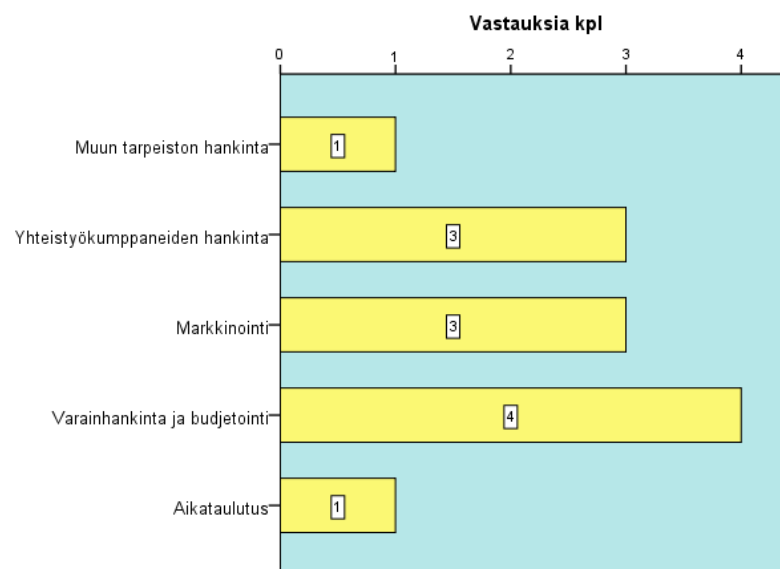 Vastauksia kpl
0 1 2 3 4
Muun tarpeiston hankinta 1
Yhteistyökumppaneiden hankinta 3
Markkinointi 3
Varainhankinta ja budjetointi 4
Aikataulutus 1